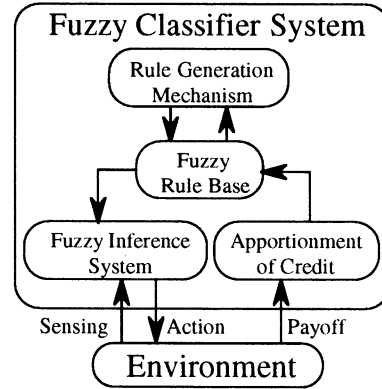 Fuzzy Classifier System
Rule Generation
Mechanism
Fuzzy
Rule Base
Fuzzy Inference
System
Apportionment
of Credit
Sensing
Action
Payoff
Environment